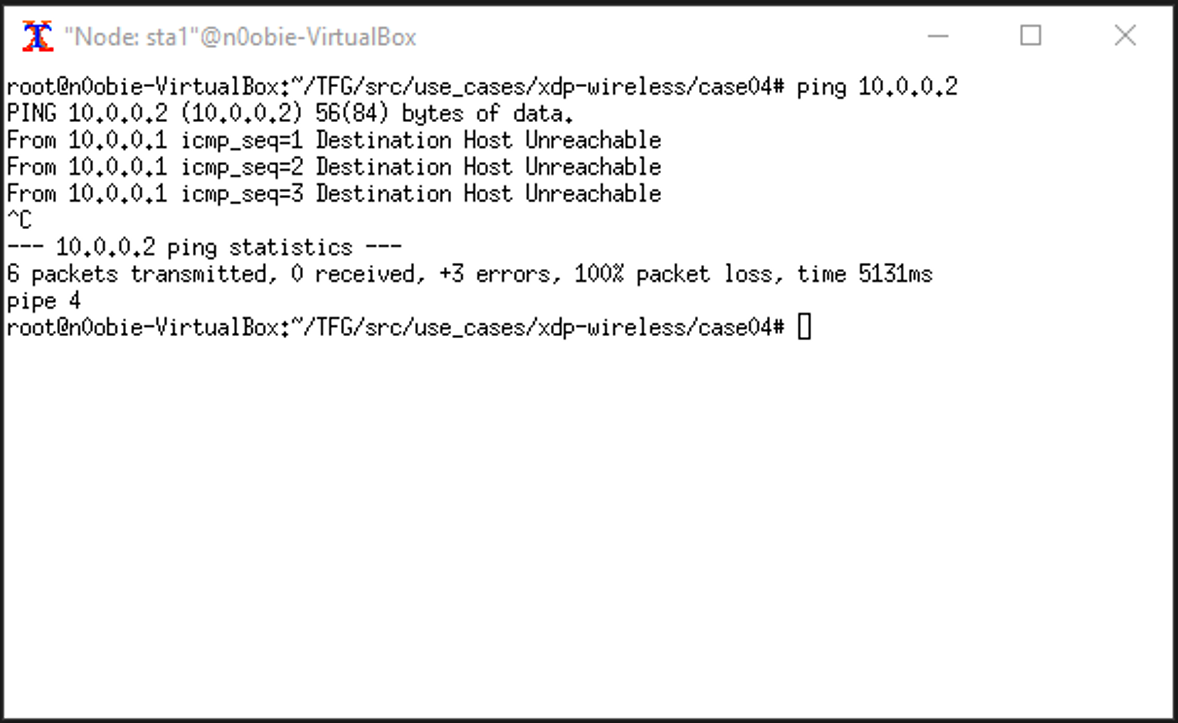 "Node: sta1"@n0obie-VirtualBox
root@n0obie-VirtualBox:~/TFG/src/use_cases/xdp-wireless/case04# ping 10.0.0.2
PING 10.0.0.2 (10.0.0.2) 56(84) bytes of data.
From 10.0.0.1 icmp_seq=1 Destination Host Unreachable
From 10.0.0.1 icmp_seq=2 Destination Host Unreachable
From 10.0.0.1 icmp_seq=3 Destination Host Unreachable
^C
--- 10.0.0.2 ping statistics ---
6 packets transmitted, 0 received, +3 errors, 100% packet loss, time 5131ms
pipe 4
root@n0obie-VirtualBox:~/TFG/src/use_cases/xdp-wireless/case04#